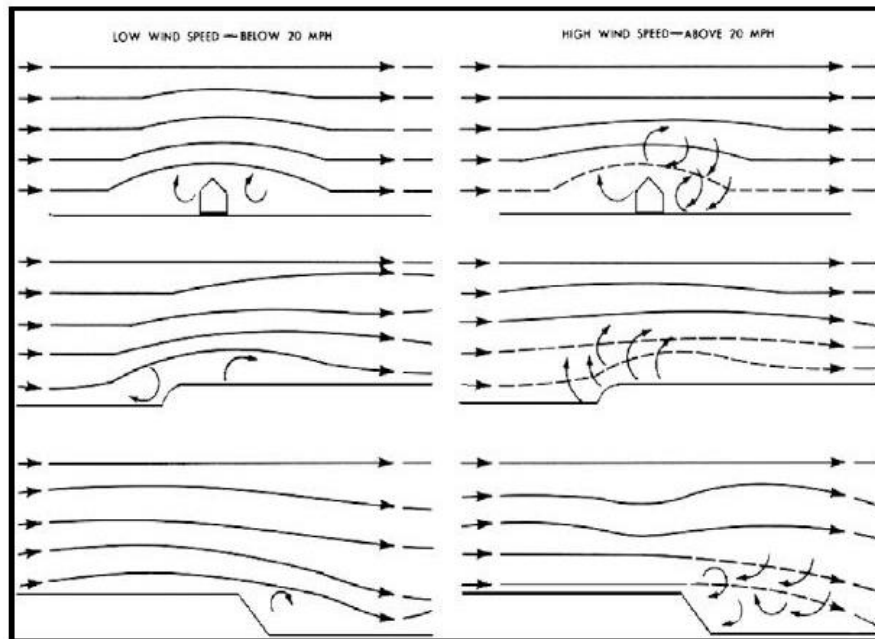 LOW WIND SPEED—BELOW 20 MPH
HIGH WIND SPEED—ABOVE 20 MPH